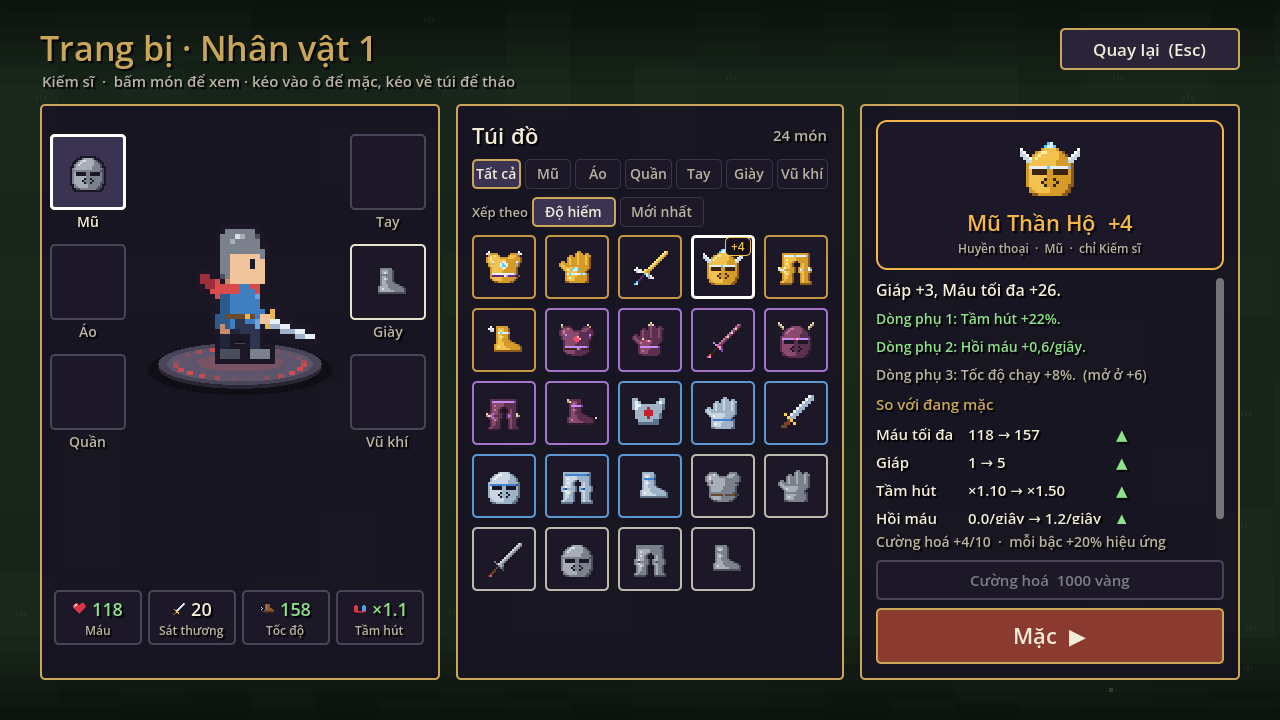 Trang bị · Nhân vật 1
Quay lại (Esc)
Kiếm sĩ · bấm món để xem · kéo vào ô để mặc, kéo về túi để tháo
Mũ
Tay
Áo
Giày
Quần
Vũ khí
118
Máu
20
Sát thương
158
Tốc độ
×1.1
Tầm hút
Túi đồ
24 món
Tất cả
Mũ
Áo
Quần
Tay
Giày
Vũ khí
Xếp theo
Độ hiếm
Mới nhất
+4
Mũ Thần Hộ +4
Huyền thoại · Mũ · chỉ Kiếm sĩ
Giáp +3, Máu tối đa +26.
Dòng phụ 1: Tầm hút +22%.
Dòng phụ 2: Hồi máu +0,6/giây.
Dòng phụ 3: Tốc độ chạy +8%. (mở ở +6)
So với đang mặc
Máu tối đa 118 → 157 ▲
Giáp 1 → 5 ▲
Tầm hút ×1.10 → ×1.50 ▲
Hồi máu 0.0/giây → 1.2/giây ▲
Cường hoá +4/10 · mỗi bậc +20% hiệu ứng
Cường hoá 1000 vàng
Mặc ▶